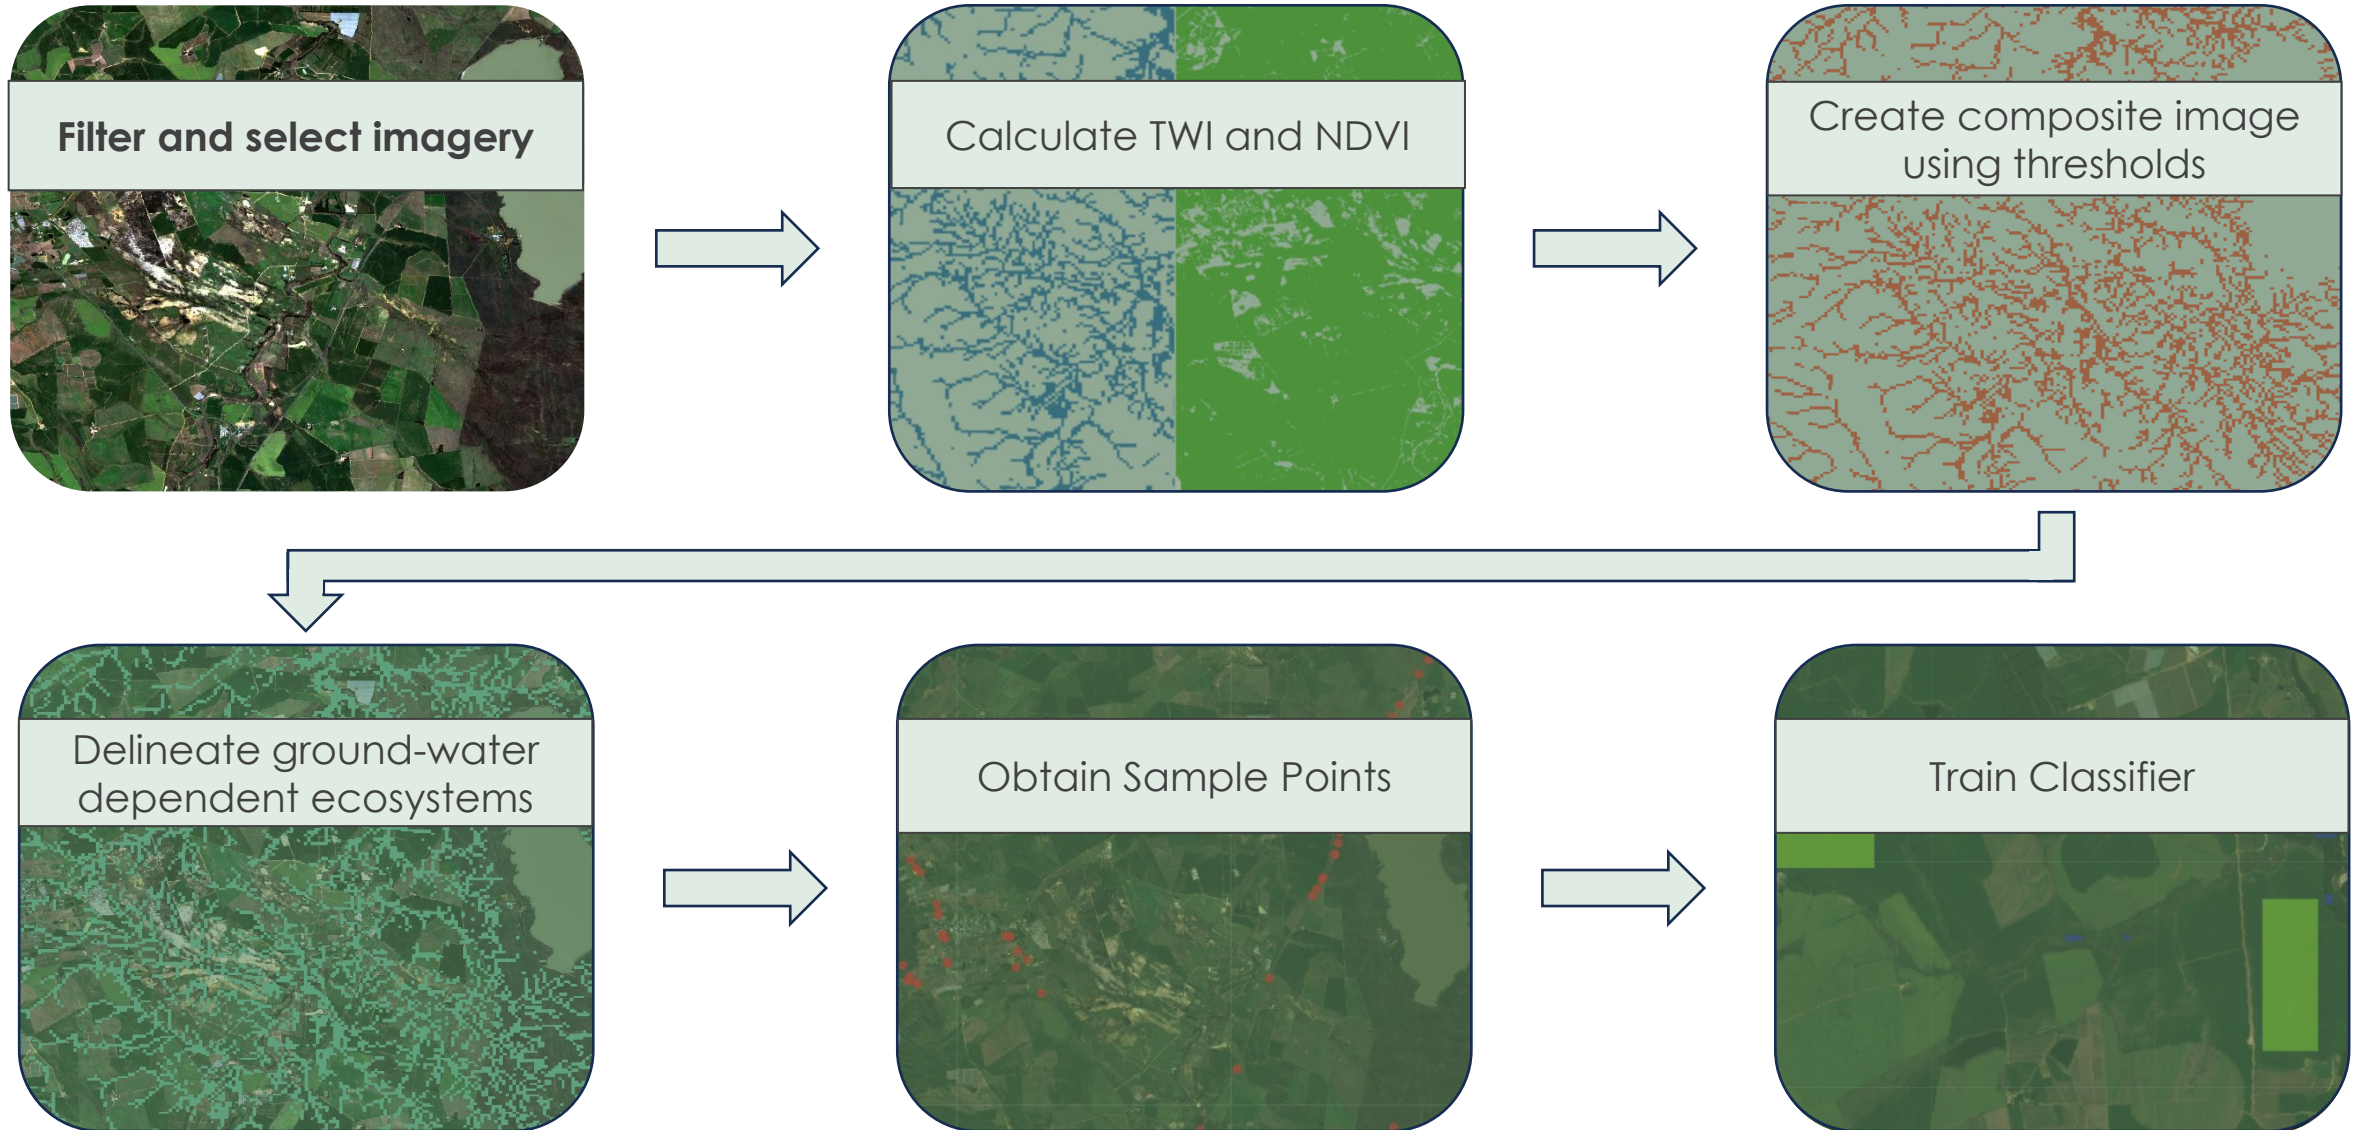 Filter and select imagery
Calculate TWI and NDVI
Create composite image
using thresholds
Delineate ground-water
dependent ecosystems
Obtain Sample Points
Train Classifier